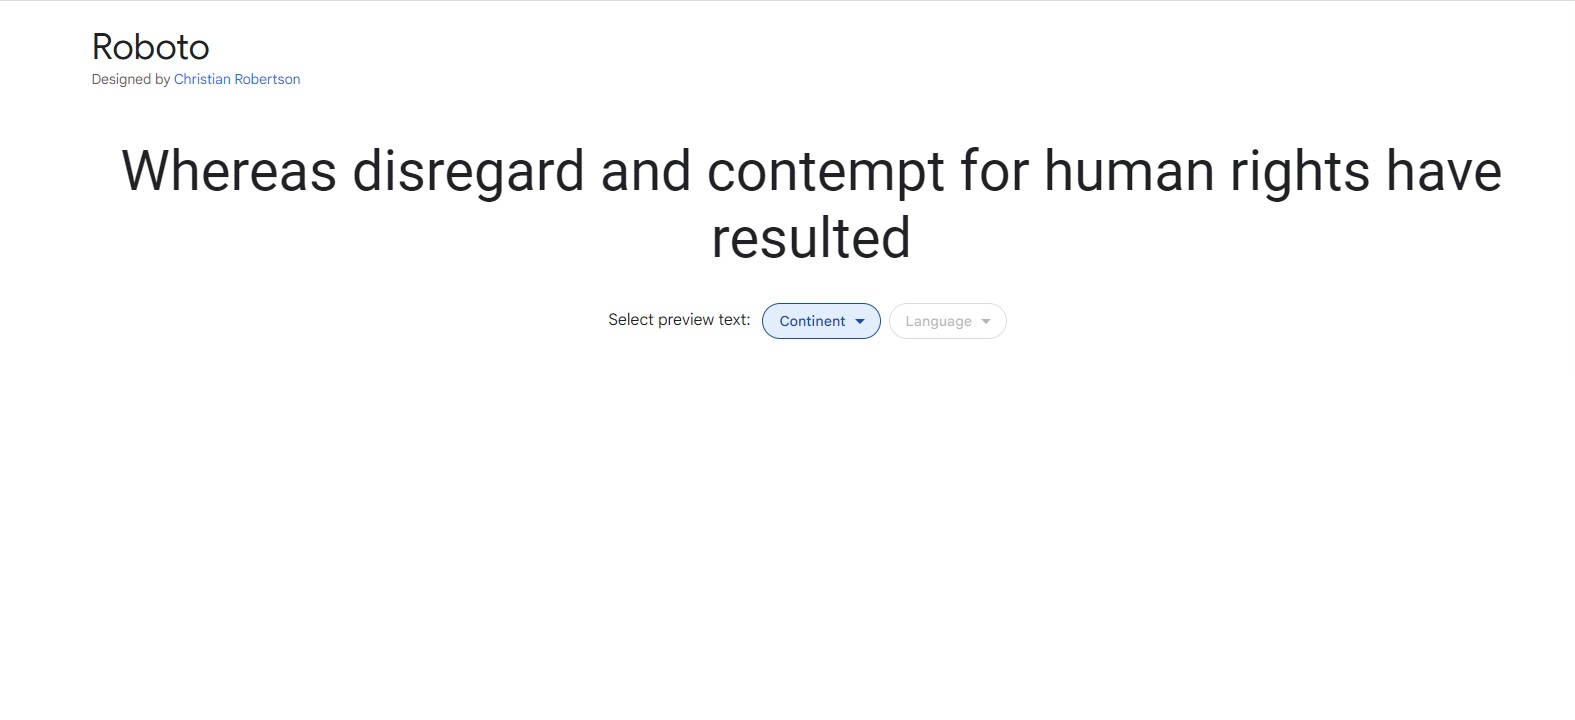 Roboto
Designed by Christian Robertson
Whereas disregard and contempt for human rights have
resulted
Select preview text: Continent Language